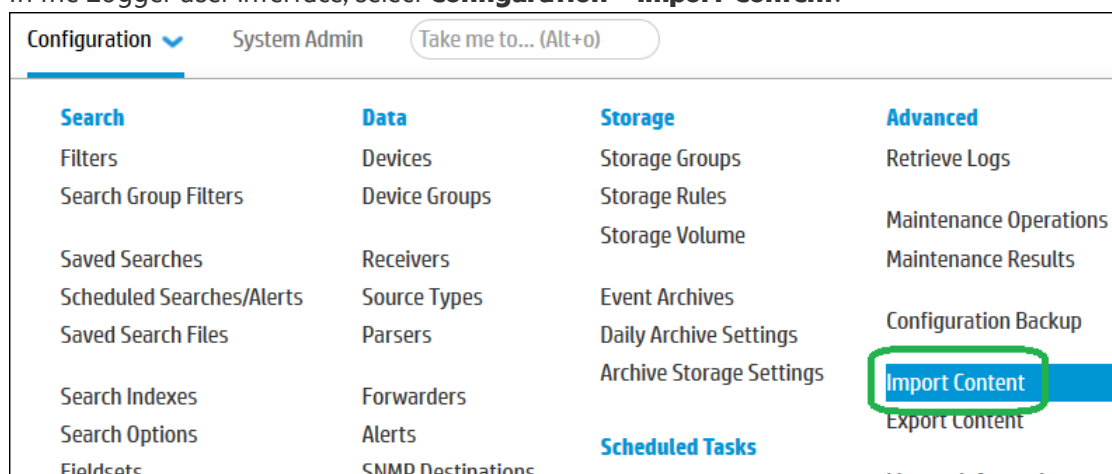 Configuration
System Admin
Take me to... (Alt+o)
Search
Filters
Search Group Filters
Saved Searches
Scheduled Searches/Alerts
Saved Search Files
Search Indexes
Search Options
Fieldsets
Data
Devices
Device Groups
Receivers
Source Types
Parsers
Forwarders
Alerts
SNMP Destinations
Storage
Storage Groups
Storage Rules
Storage Volume
Event Archives
Daily Archive Settings
Archive Storage Settings
Scheduled Tasks
Advanced
Retrieve Logs
Maintenance Operations
Maintenance Results
Configuration Backup
Import Content
Export Content